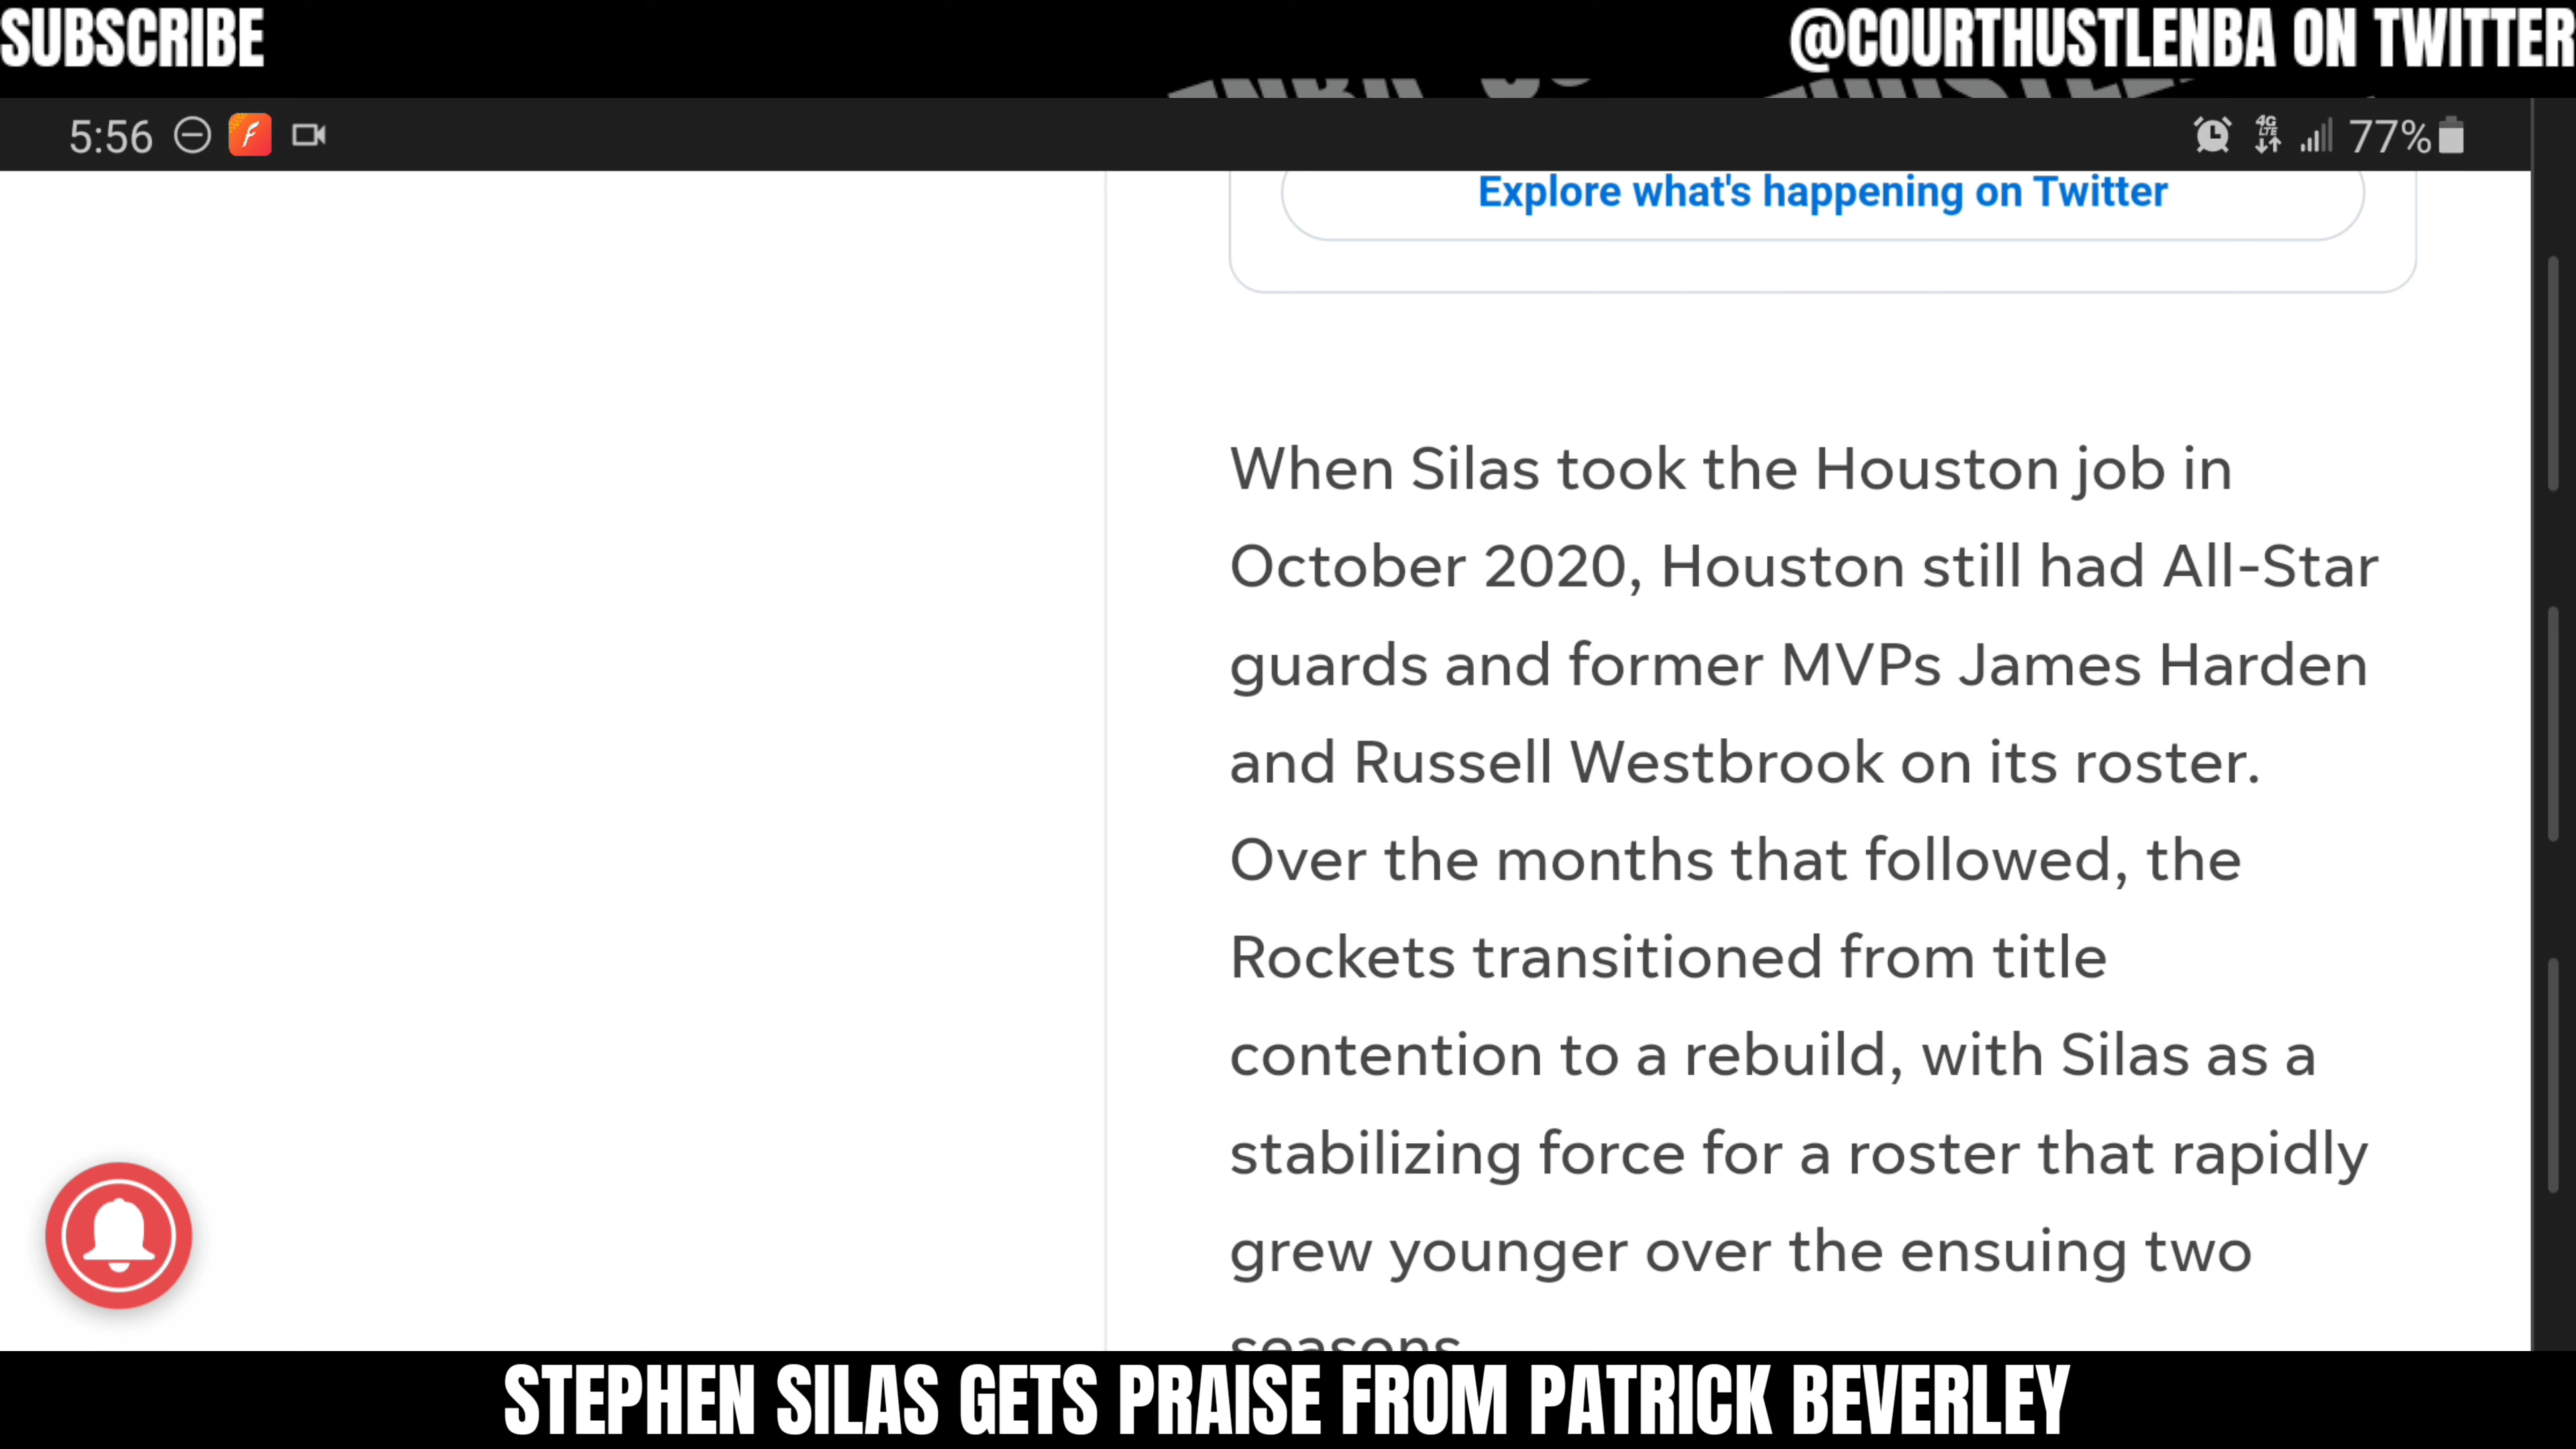 SUBSCRIBE
@COURTHUSTLENBA ON TWITTER
5:56
4G
LTE
77%
Explore what's happening on Twitter
When Silas took the Houston job in
October 2020, Houston still had All-Star
guards and former MVPs James Harden
and Russell Westbrook on its roster.
Over the months that followed, the
Rockets transitioned from title
contention to a rebuild, with Silas as a
stabilizing force for a roster that rapidly
grew younger over the ensuing two
seasons
STEPHEN SILAS GETS PRAISE FROM PATRICK BEVERLEY